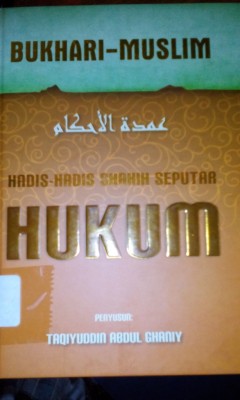 BUKHARI-MUSLIM
عمدة الأحكام
HADIS-HADIS SHAHIH SEPUTAR
HUKUM
PENYUSUN:
TAQIYUDDIN ABDUL GHANIY